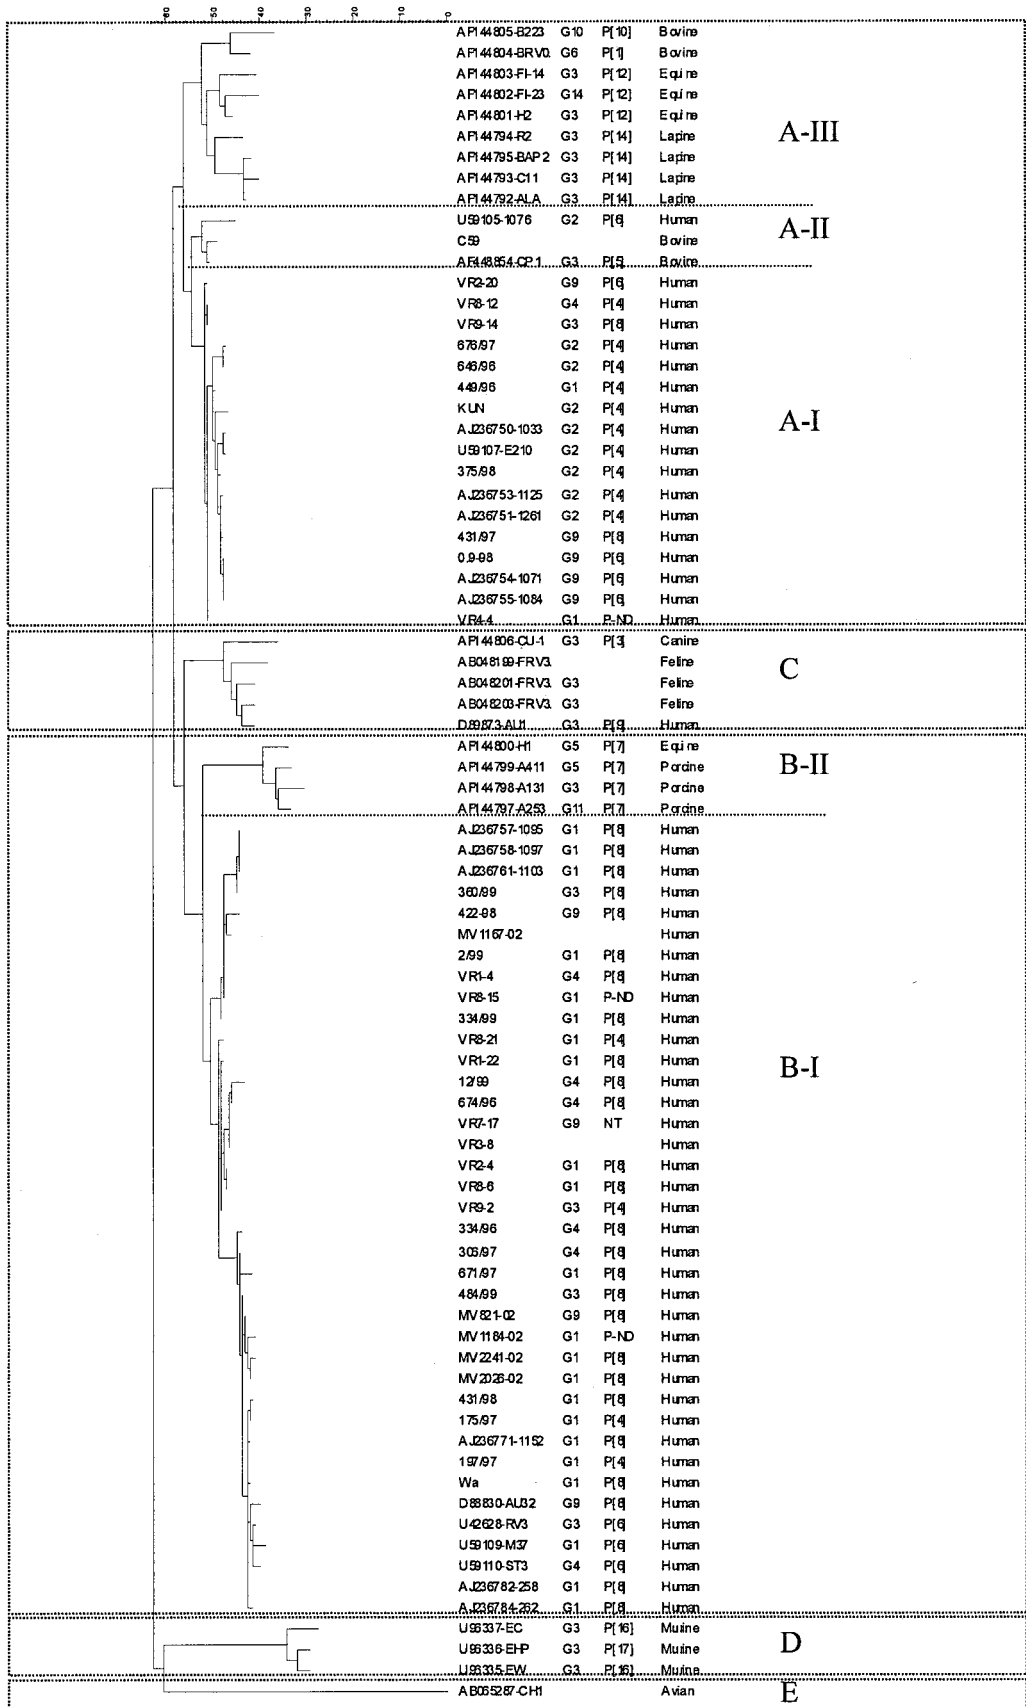 -60 -50 -40 -30 -20 -10 0
AF144805-B223 G10 P[10] Bovine
AF144804-BRV0. G6 P[1] Bovine
AF144803-FI-14 G3 P[12] Equine
AF144802-FI-23 G14 P[12] Equine
AF144801-H2 G3 P[12] Equine
A-III
AF144794-R2 G3 P[14] Lapine
AF144795-BAP2 G3 P[14] Lapine
AF144793-C11 G3 P[14] Lapine
AF144792-ALA G3 P[14] Lapine
U59105-1076 G2 P[6] Human
A-II
C59 Bovine
AF448854-CP.1 G3 P[5] Bovine
VR2-20 G9 P[6] Human
VR8-12 G4 P[4] Human
VR9-14 G3 P[8] Human
676/97 G2 P[4] Human
646/96 G2 P[4] Human
449/96 G1 P[4] Human
KUN G2 P[4] Human
A-I
AJ236750-1033 G2 P[4] Human
U59107-E210 G2 P[4] Human
375/98 G2 P[4] Human
AJ236753-1125 G2 P[4] Human
AJ236751-1261 G2 P[4] Human
431/97 G9 P[8] Human
0.9-98 G9 P[6] Human
AJ236754-1071 G9 P[6] Human
AJ236755-1084 G9 P[6] Human
VR4-4 G1 P-ND Human
AF144806-CU-1 G3 P[3] Canine
AB048199-FRV3. Feline
C
AB048201-FRV3. G3 Feline
AB048203-FRV3. G3 Feline
D89873-AU1 G3 P[9] Human
AF144800-H1 G5 P[7] Equine
AF144799-A411 G5 P[7] Porcine
B-II
AF144798-A131 G3 P[7] Porcine
AF144797-A253 G11 P[7] Porcine
AJ236757-1095 G1 P[8] Human
AJ236758-1097 G1 P[8] Human
AJ236761-1103 G1 P[8] Human
360/99 G3 P[8] Human
422-98 G9 P[8] Human
MV1167-02 Human
2/99 G1 P[8] Human
VR1-4 G4 P[8] Human
VR8-15 G1 P-ND Human
334/99 G1 P[8] Human
VR8-21 G1 P[4] Human
VR1-22 G1 P[8] Human
B-I
12/99 G4 P[8] Human
674/96 G4 P[8] Human
VR7-17 G9 NT Human
VR3-8 Human
VR2-4 G1 P[8] Human
VR8-6 G1 P[8] Human
VR9-2 G3 P[4] Human
334/96 G4 P[8] Human
306/97 G4 P[8] Human
671/97 G1 P[8] Human
484/99 G3 P[8] Human
MV821-02 G9 P[8] Human
MV1184-02 G1 P-ND Human
MV2241-02 G1 P[8] Human
MV2026-02 G1 P[8] Human
431/98 G1 P[8] Human
175/97 G1 P[4] Human
AJ236771-1152 G1 P[8] Human
197/97 G1 P[4] Human
Wa G1 P[8] Human
D88830-AU32 G9 P[8] Human
U42628-RV3 G3 P[6] Human
U59109-M37 G1 P[6] Human
U59110-ST3 G4 P[6] Human
AJ236782-258 G1 P[8] Human
AJ236784-262 G1 P[8] Human
U96337-EC G3 P[16] Murine
U96336-EHP G3 P[17] Murine
D
U96335-EW G3 P[16] Murine
AB065287-CH1 Avian
E